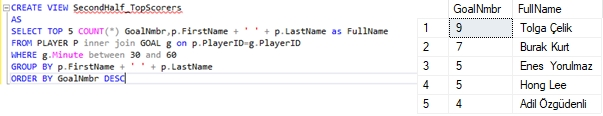 CREATE VIEW SecondHalf_TopScorers
AS
SELECT TOP 5 COUNT(*) GoalNmbr,p.FirstName + ' ' + p.LastName as FullName
FROM PLAYER P inner join GOAL g on p.PlayerID=g.PlayerID
WHERE g.Minute between 30 and 60
GROUP BY p.FirstName + ' ' + p.LastName
ORDER BY GoalNmbr DESC
GoalNmbr FullName
1 9 Tolga Çelik
2 7 Burak Kurt
3 5 Enes Yorulmaz
4 5 Hong Lee
5 4 Adil Özgüdenli